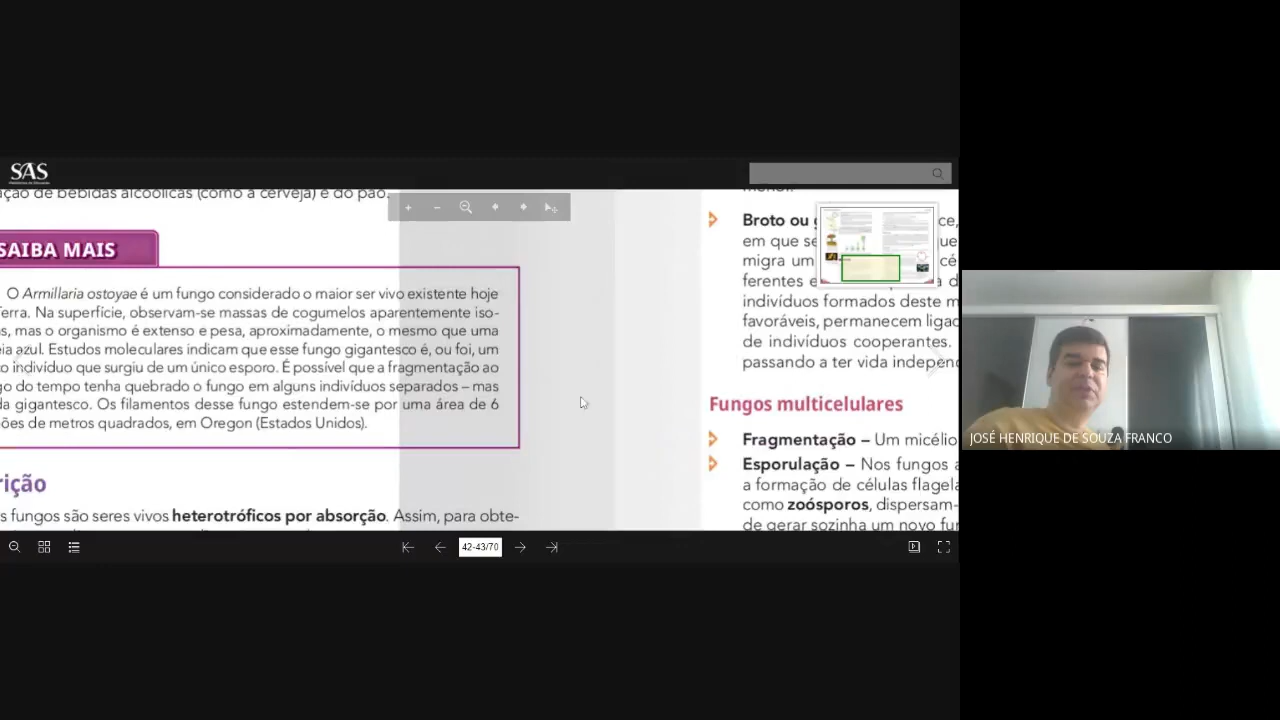 SAS
ação de bebidas alcoólicas (como a cerveja) e do pão.
SAIBA MAIS
O Armillaria ostoyae é um fungo considerado o maior ser vivo existente hoje
Terra. Na superfície, observam-se massas de cogumelos aparentemente iso-
s, mas o organismo é extenso e pesa, aproximadamente, o mesmo que uma
eia azul. Estudos moleculares indicam que esse fungo gigantesco é, ou foi, um
co indivíduo que surgiu de um único esporo. É possível que a fragmentação ao
go do tempo tenha quebrado o fungo em alguns indivíduos separados – mas
da gigantesco. Os filamentos desse fungo estendem-se por uma área de 6
ões de metros quadrados, em Oregon (Estados Unidos).
rição
s fungos são seres vivos heterotróficos por absorção. Assim, para obte-
Broto ou
em que se
migra um
ferentes e
indivíduos formados deste m
favoráveis, permanecem ligad
de indivíduos cooperantes.
passando a ter vida independ
Fungos multicelulares
Fragmentação – Um micélio
Esporulação – Nos fungos a
a formação de células flagela
como zoósporos, dispersam-
de gerar sozinha um novo fun
42-43/70
JOSÉ HENRIQUE DE SOUZA FRANCO